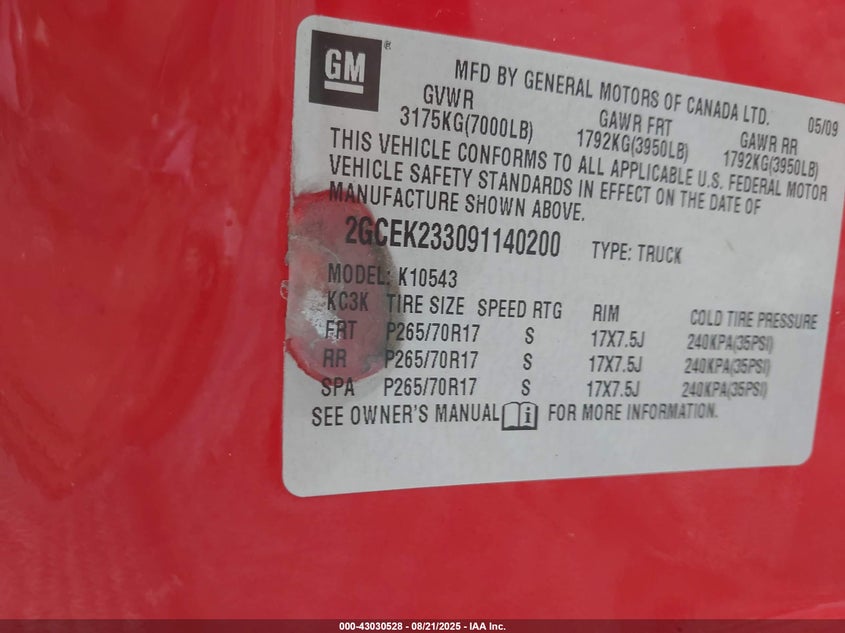 GM ®
MFD BY GENERAL MOTORS OF CANADA LTD. 05/09
GVWR GAWR FRT GAWR RR
3175KG(7000LB) 1792KG(3950LB) 1792KG(3950LB)
THIS VEHICLE CONFORMS TO ALL APPLICABLE U.S. FEDERAL MOTOR
VEHICLE SAFETY STANDARDS IN EFFECT ON THE DATE OF
MANUFACTURE SHOWN ABOVE.
2GCEK233091140200 TYPE: TRUCK
MODEL: K10543
KC3K TIRE SIZE SPEED RTG RIM COLD TIRE PRESSURE
FRT P265/70R17 S 17X7.5J 240KPA(35PSI)
RR P265/70R17 S 17X7.5J 240KPA(35PSI)
SPA P265/70R17 S 17X7.5J 240KPA(35PSI)
SEE OWNER'S MANUAL i FOR MORE INFORMATION.
000-43030528 - 08/21/2025 - IAA Inc.